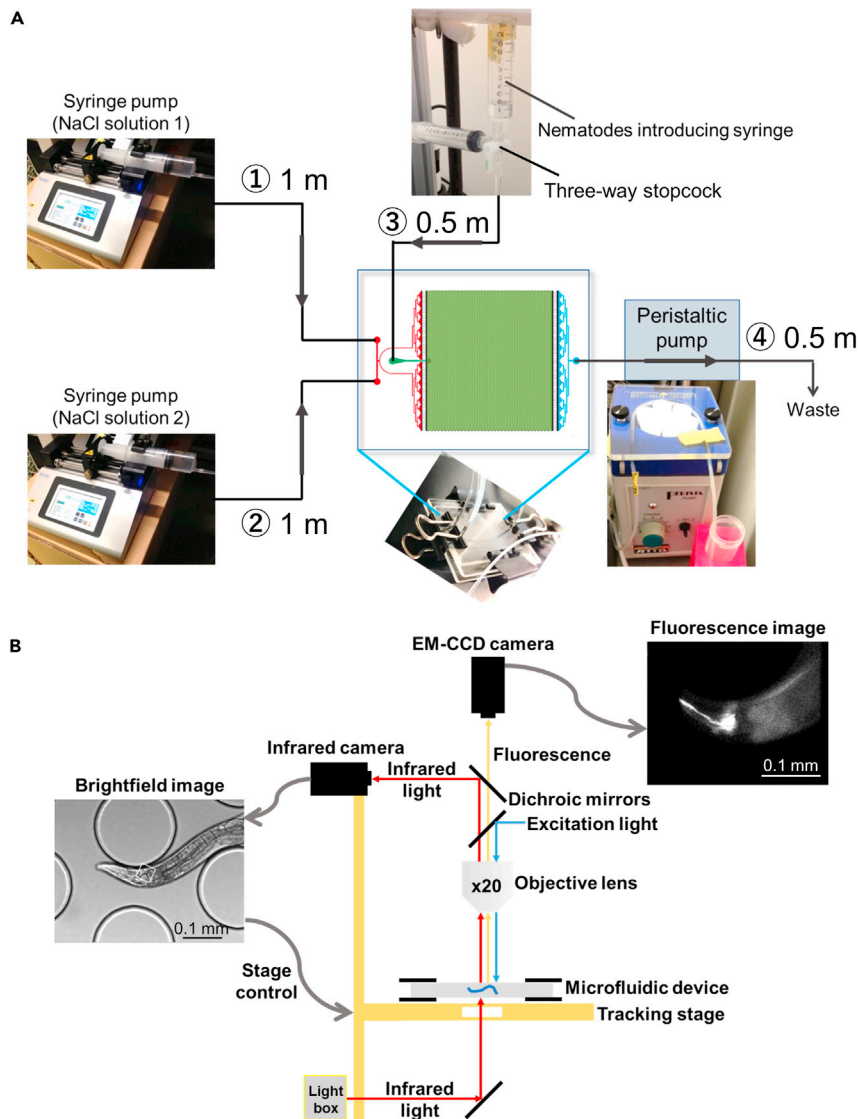 A
Syringe pump
(NaCl solution 1)
① 1 m
Nematodes introducing syringe
Three-way stopcock
③ 0.5 m
Peristaltic
pump
④ 0.5 m
Waste
Syringe pump
(NaCl solution 2)
② 1 m
PERISTA
PUMP
ATTO
B
EM-CCD camera
Fluorescence image
0.1 mm
Infrared camera
Infrared
light
Fluorescence
Brightfield image
Dichroic mirrors
Excitation light
x20
Objective lens
0.1 mm
Stage
control
Microfluidic device
Tracking stage
Light
box
Infrared
light